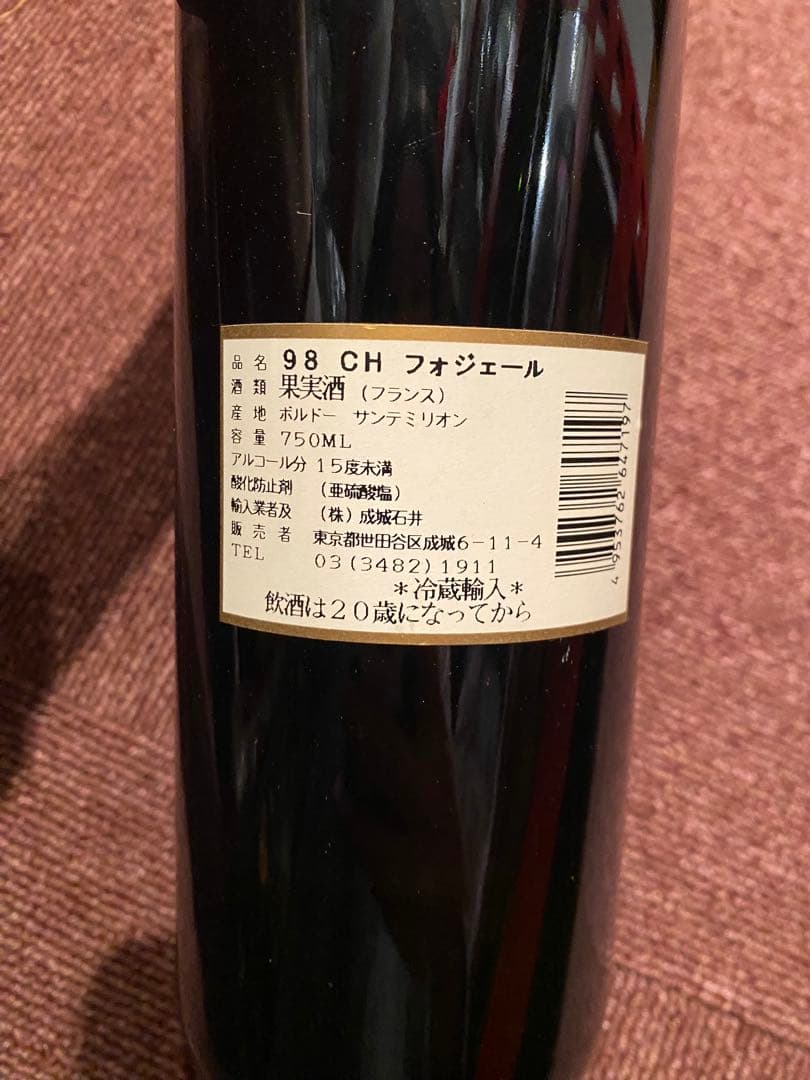 品名 98 CH フォジェール
酒類 果実酒 (フランス)
産地 ボルドー サンテミリオン
容量 750ML
アルコール分 15度未満
酸化防止剤 (亜硫酸塩)
輸入業者及 (株)成城石井
販売者 東京都世田谷区成城6-11-4
TEL 03(3482)1911
*冷蔵輸入*
飲酒は20歳になってから
4 953762 647197